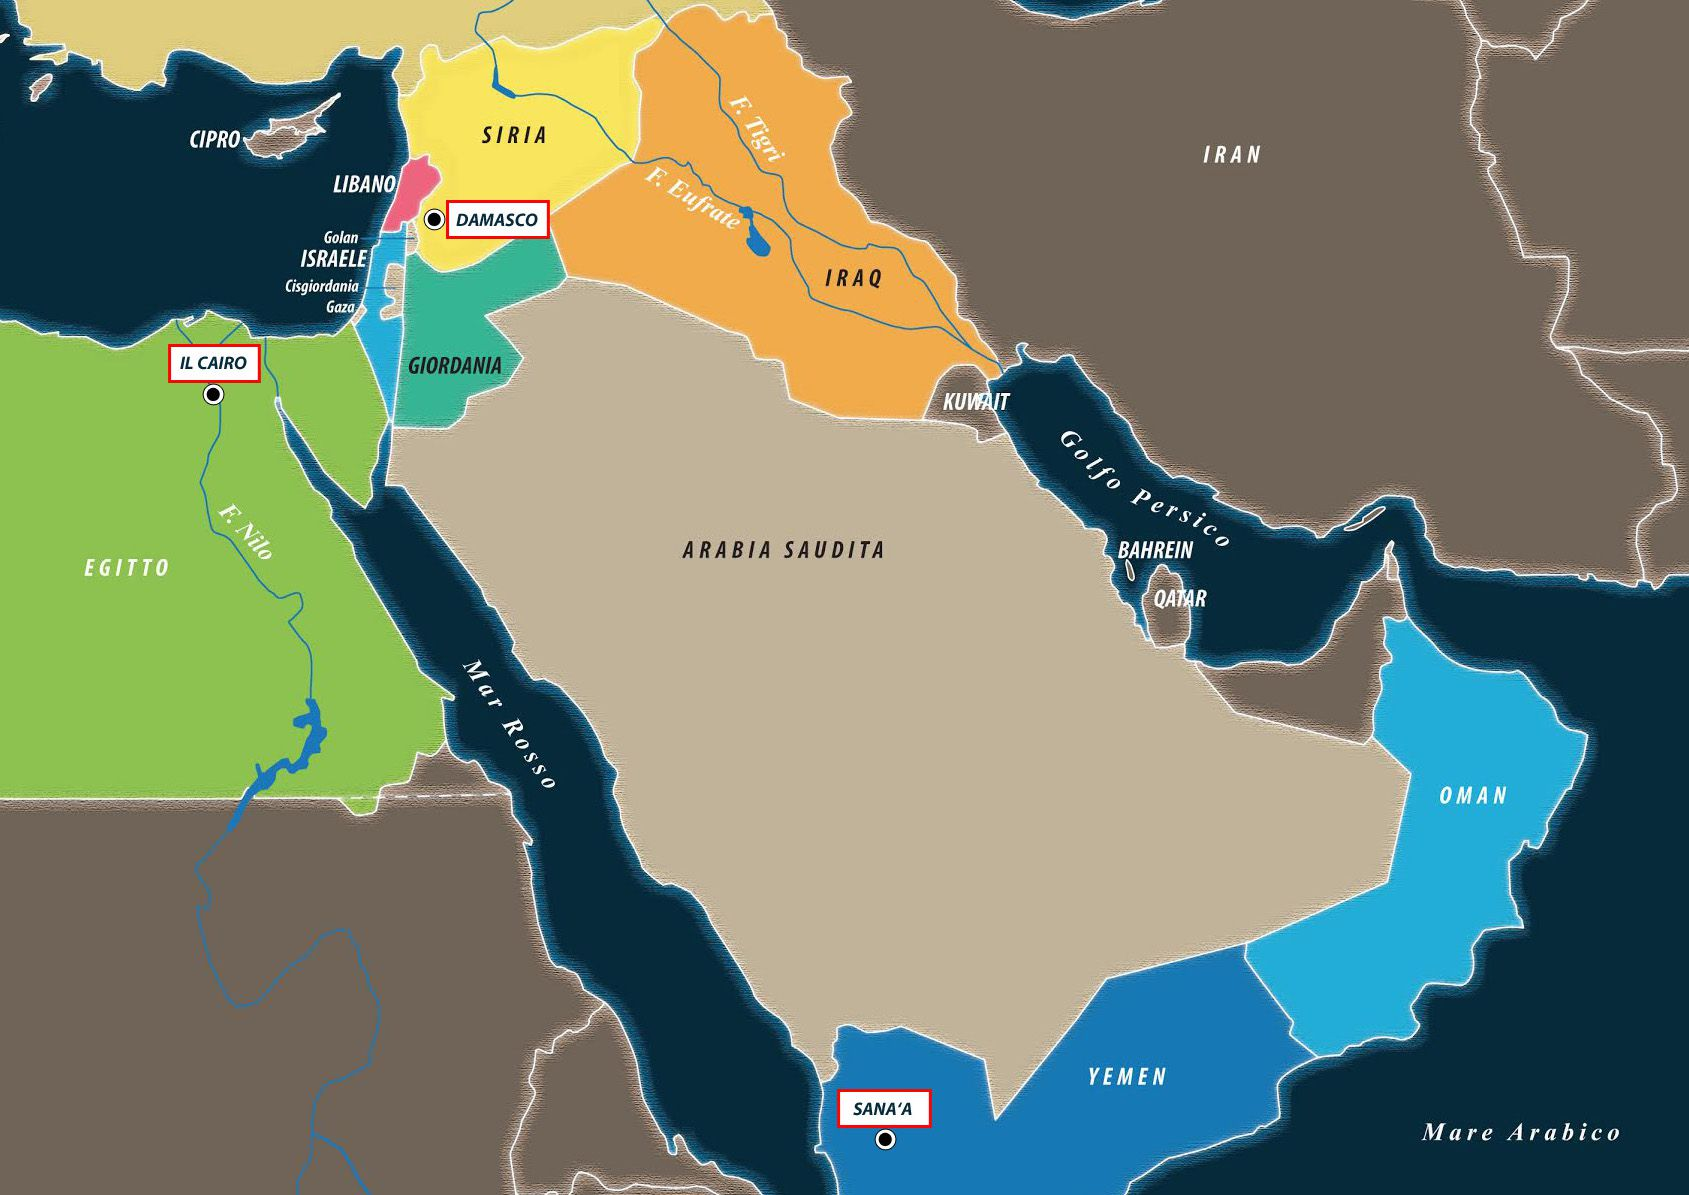 F. Tigri
SIRIA
CIPRO
IRAN
LIBANO
F. Eufrate
DAMASCO
Golan
ISRAELE
IRAQ
Cisgiordania
Gaza
IL CAIRO
GIORDANIA
KUWAIT
Golfo Persico
F. Nilo
ARABIA SAUDITA
BAHREIN
EGITTO
QATAR
Mar Rosso
OMAN
YEMEN
SANA‘A
Mare Arabico